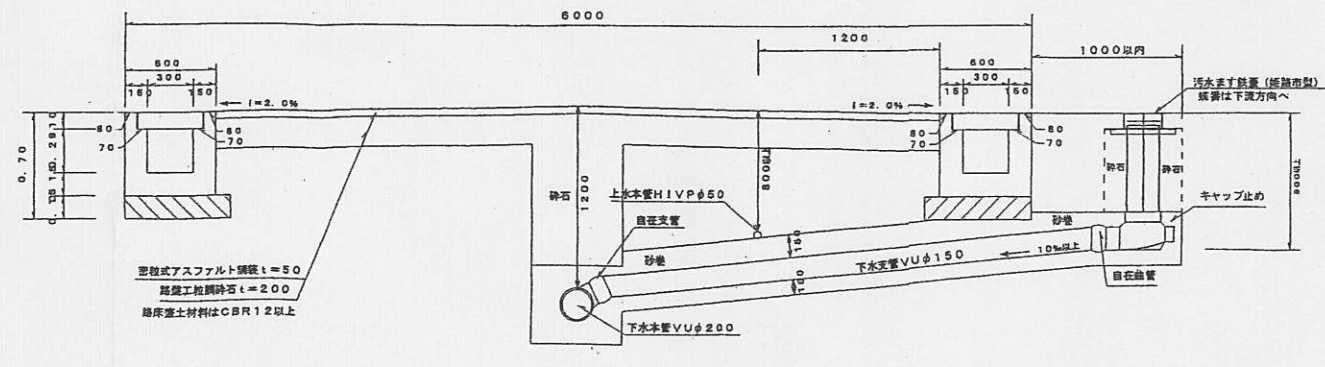 6000
1200
1000以内
600
300
150
150
600
300
150
150
汚水ます鉄蓋(姫路市型)
蝶番は下流方向へ
i=2.0%
i=2.0%
80
70
80
70
80
70
80
70
0.70
砕石
1200
800以上
上水本管HIVPφ50
自在支管
砂巻
150
砂巻
砕石
砕石
キャップ止め
下水支管VUφ150
10‰以上
100
自在曲管
下水本管VUφ200
密粒式アスファルト舗装t=50
路盤工粒調砕石t=200
路床盛土材料はCBR12以上